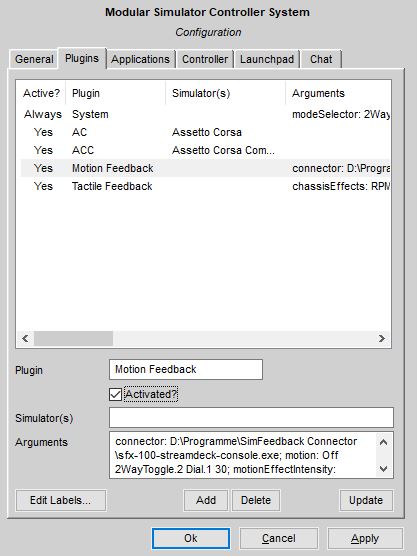 Modular Simulator Controller System
Configuration
General Plugins Applications Controller Launchpad Chat
Active? Plugin Simulator(s) Arguments
Always System modeSelector: 2Way
Yes AC Assetto Corsa
Yes ACC Assetto Corsa Com...
Yes Motion Feedback connector: D:\Progra
Yes Tactile Feedback chassisEffects: RPM
Plugin Motion Feedback
Activated?
Simulator(s)
Arguments connector: D:\Programme\SimFeedback Connector
\sfx-100-streamdeck-console.exe; motion: Off
2WayToggle.2 Dial.1 30; motionEffectIntensity:
Edit Labels... Add Delete Update
Ok Cancel Apply